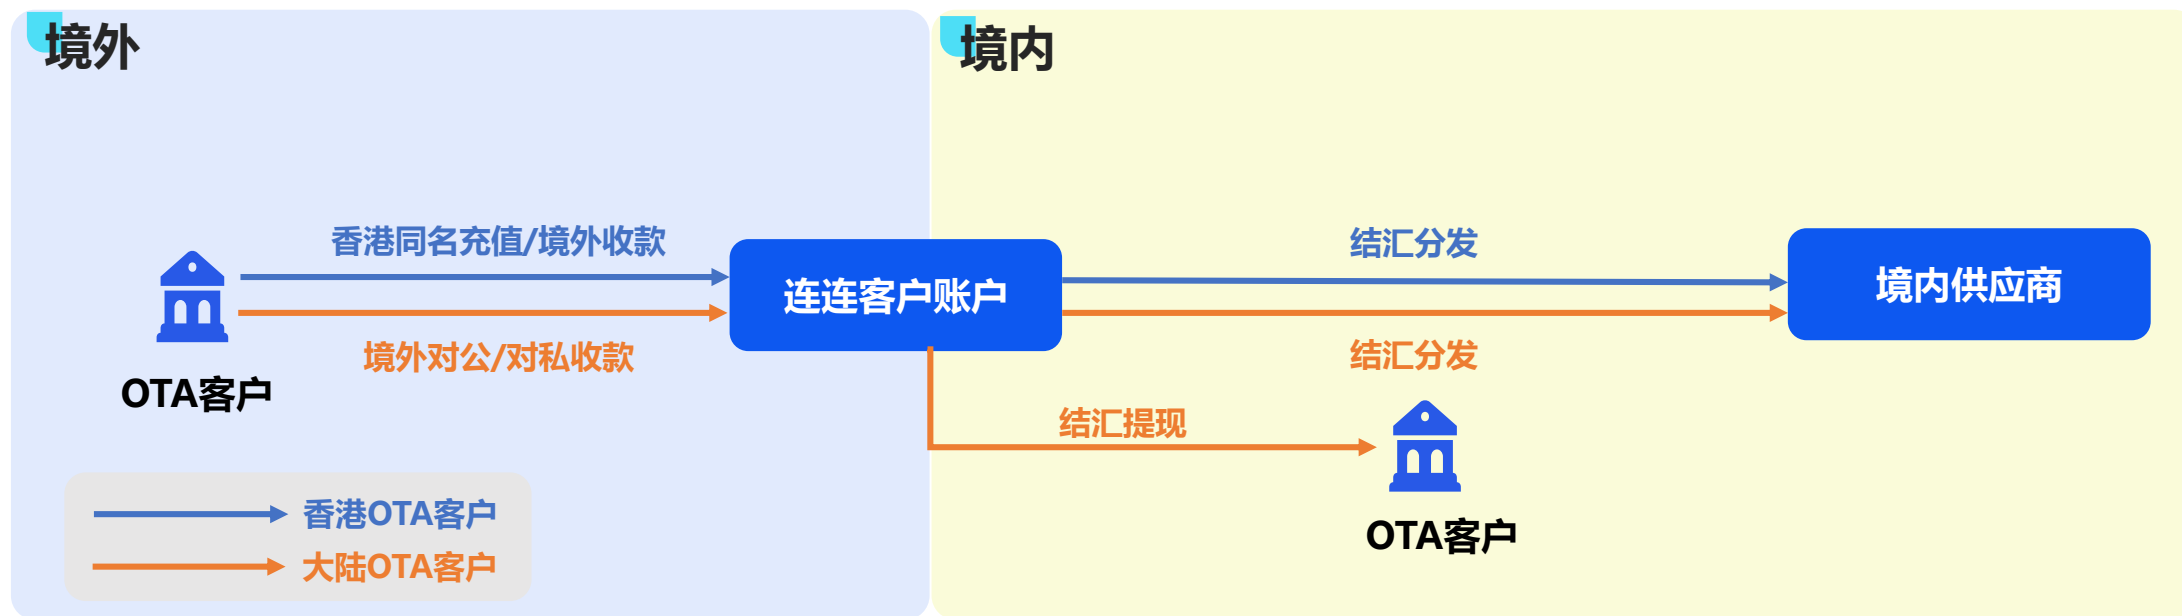 境外
境内
香港同名充值/境外收款
结汇分发
连连客户账户
境内供应商
境外对公/对私收款
结汇分发
OTA客户
结汇提现
OTA客户
香港OTA客户
大陆OTA客户